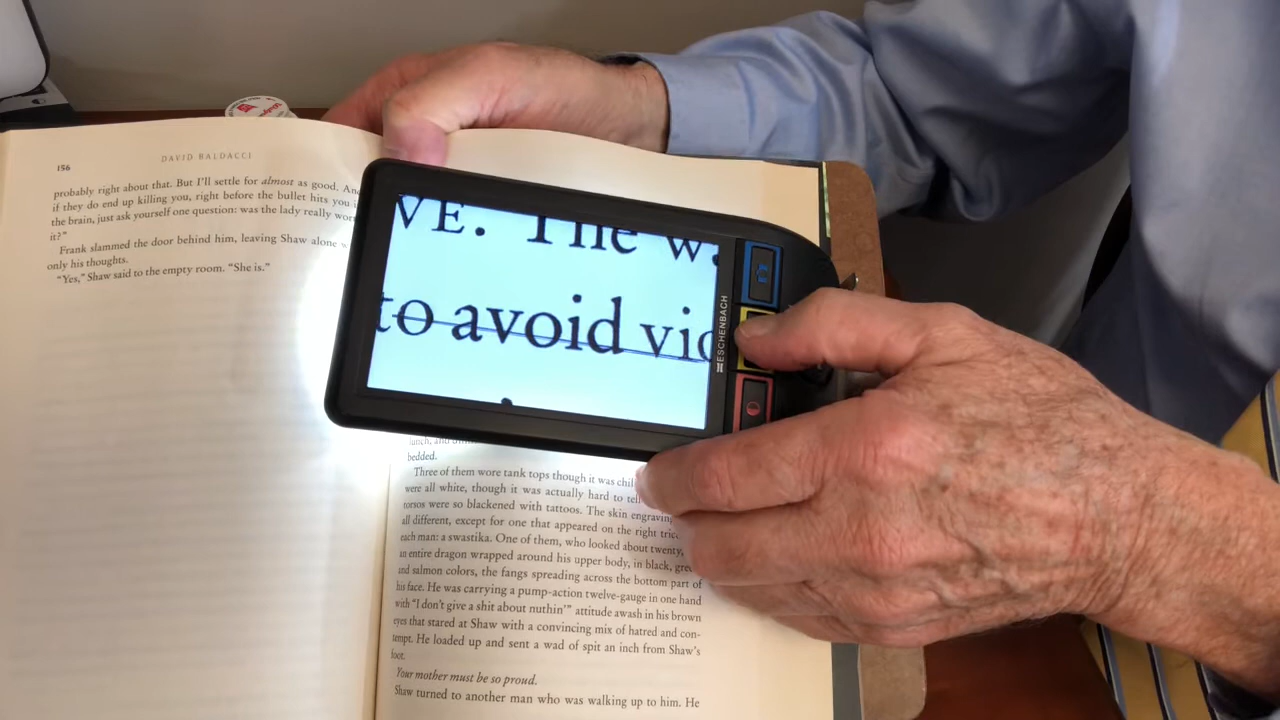 156
DAVID BALDACCI
probably right about that. But I'll settle for almost as good. And
if they do end up killing you, right before the bullet hits you i
the brain, just ask yourself one question: was the lady really wor
it?"
Frank slammed the door behind him, leaving Shaw alone w
only his thoughts.
"Yes," Shaw said to the empty room. "She is."
VE. The w
to avoid vio
ESCHENBACH
lunch, and
bedded.
Three of them wore tank tops though it was chil
were all white, though it was actually hard to tell
torsos were so blackened with tattoos. The skin engraving
all different, except for one that appeared on the right tric
each man: a swastika. One of them, who looked about twenty,
an entire dragon wrapped around his upper body, in black, gree
and salmon colors, the fangs spreading across the bottom part of
his face. He was carrying a pump-action twelve-gauge in one hand
with "I don't give a shit about nuthin'" attitude awash in his brown
eyes that stared at Shaw with a convincing mix of hatred and con-
tempt. He loaded up and sent a wad of spit an inch from Shaw's
foot.
Your mother must be so proud.
Shaw turned to another man who was walking up to him. He